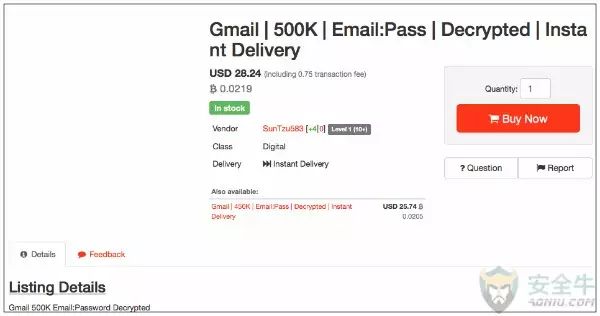 Gmail | 500K | Email:Pass | Decrypted | Insta
nt Delivery
USD 28.24 (including 0.75 transaction fee)
฿ 0.0219
In stock
Vendor SunTzu583 [+4|0] Level 1 (10+)
Class Digital
Delivery Instant Delivery
Quantity: 1
Buy Now
? Question
Report
Also available:
Gmail | 450K | Email:Pass | Decrypted | Instant USD 25.74 ฿
Delivery 0.0205
Details
Feedback
Listing Details
Gmail 500K Email:Password Decrypted
安全牛
AQNIU.COM